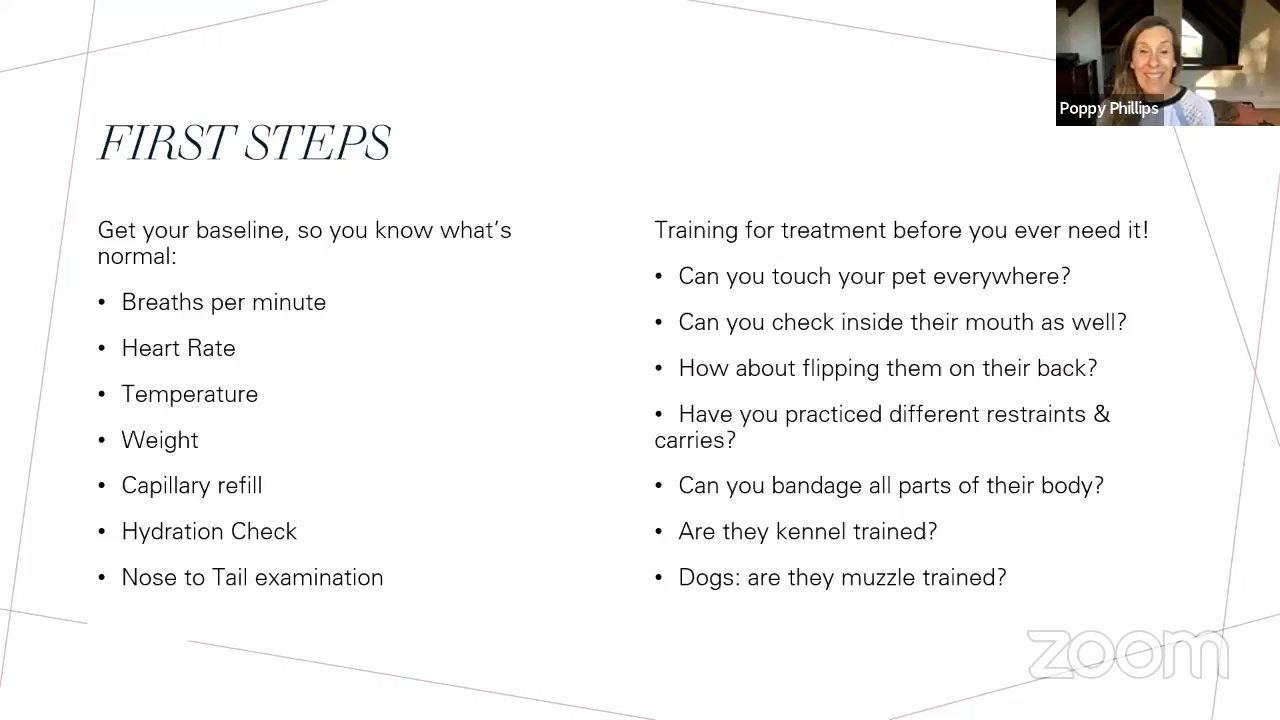 Poppy Phillips
FIRST STEPS
Get your baseline, so you know what's
normal:
• Breaths per minute
• Heart Rate
• Temperature
• Weight
• Capillary refill
• Hydration Check
• Nose to Tail examination
Training for treatment before you ever need it!
• Can you touch your pet everywhere?
• Can you check inside their mouth as well?
• How about flipping them on their back?
• Have you practiced different restraints &
carries?
• Can you bandage all parts of their body?
• Are they kennel trained?
• Dogs: are they muzzle trained?
zoom